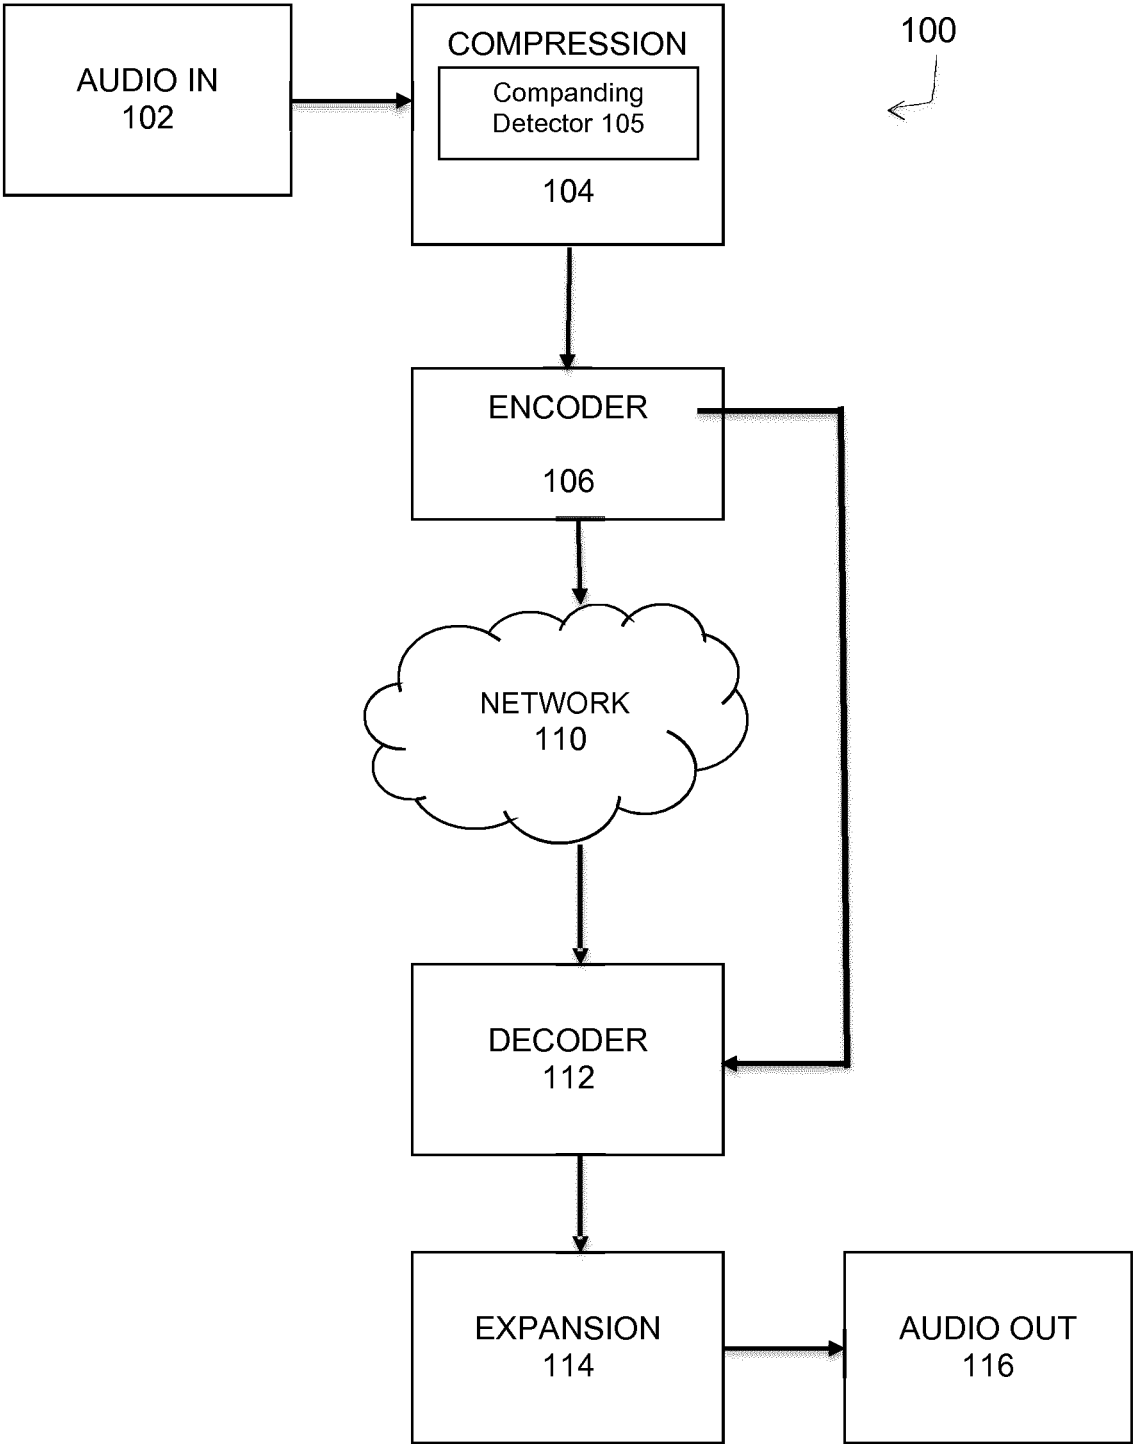 AUDIO IN
102
COMPRESSION
Companding
Detector 105
104
100
ENCODER
106
NETWORK
110
DECODER
112
EXPANSION
114
AUDIO OUT
116